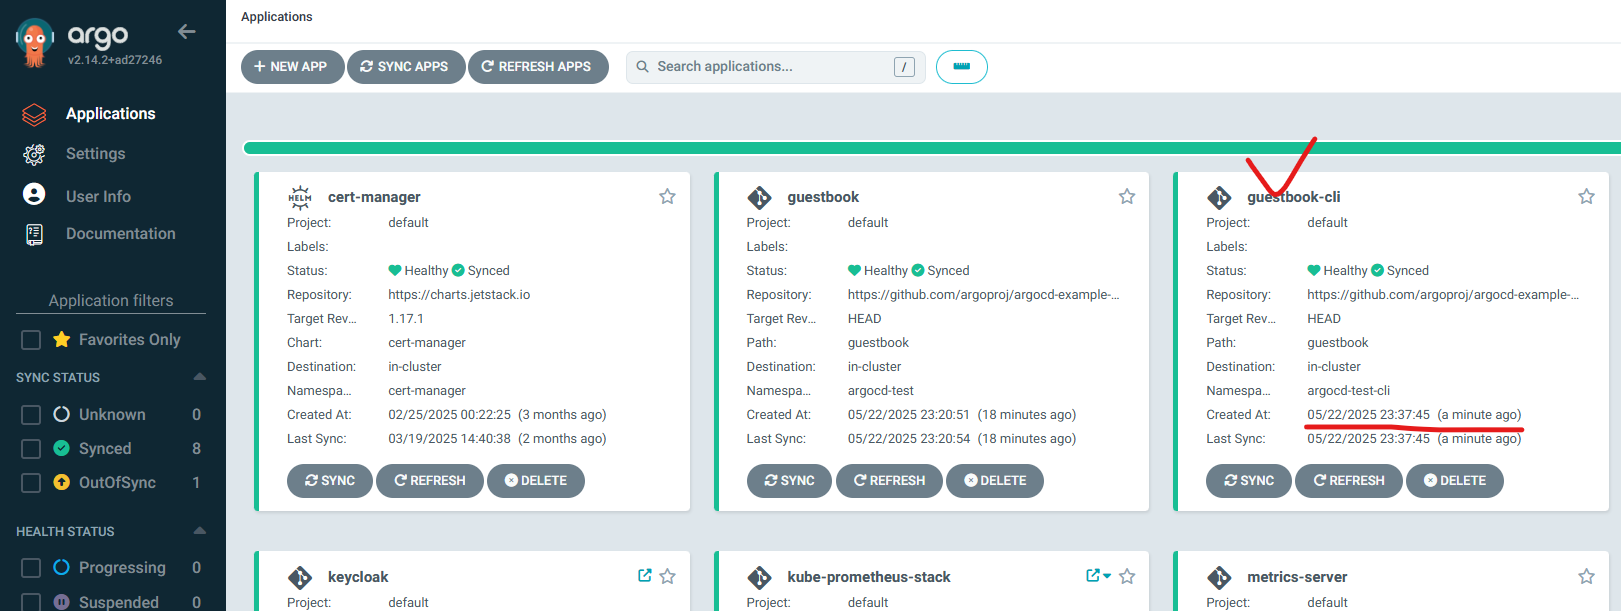 argo
v2.14.2+ad27246
Applications
Settings
User Info
Documentation
Application filters
Favorites Only
SYNC STATUS
Unknown 0
Synced 8
OutOfSync 1
HEALTH STATUS
Progressing 0
Suspended 0
Applications
+ NEW APP SYNC APPS REFRESH APPS Search applications... /
HELM cert-manager
Project: default
Labels:
Status: Healthy Synced
Repository: https://charts.jetstack.io
Target Rev... 1.17.1
Chart: cert-manager
Destination: in-cluster
Namespa... cert-manager
Created At: 02/25/2025 00:22:25 (3 months ago)
Last Sync: 03/19/2025 14:40:38 (2 months ago)
SYNC REFRESH DELETE
guestbook
Project: default
Labels:
Status: Healthy Synced
Repository: https://github.com/argoproj/argocd-example-...
Target Rev... HEAD
Path: guestbook
Destination: in-cluster
Namespa... argocd-test
Created At: 05/22/2025 23:20:51 (18 minutes ago)
Last Sync: 05/22/2025 23:20:54 (18 minutes ago)
SYNC REFRESH DELETE
guestbook-cli
Project: default
Labels:
Status: Healthy Synced
Repository: https://github.com/argoproj/argocd-example-...
Target Rev... HEAD
Path: guestbook
Destination: in-cluster
Namespa... argocd-test-cli
Created At: 05/22/2025 23:37:45 (a minute ago)
Last Sync: 05/22/2025 23:37:45 (a minute ago)
SYNC REFRESH DELETE
keycloak
Project: default
kube-prometheus-stack
Project: default
metrics-server
Project: default